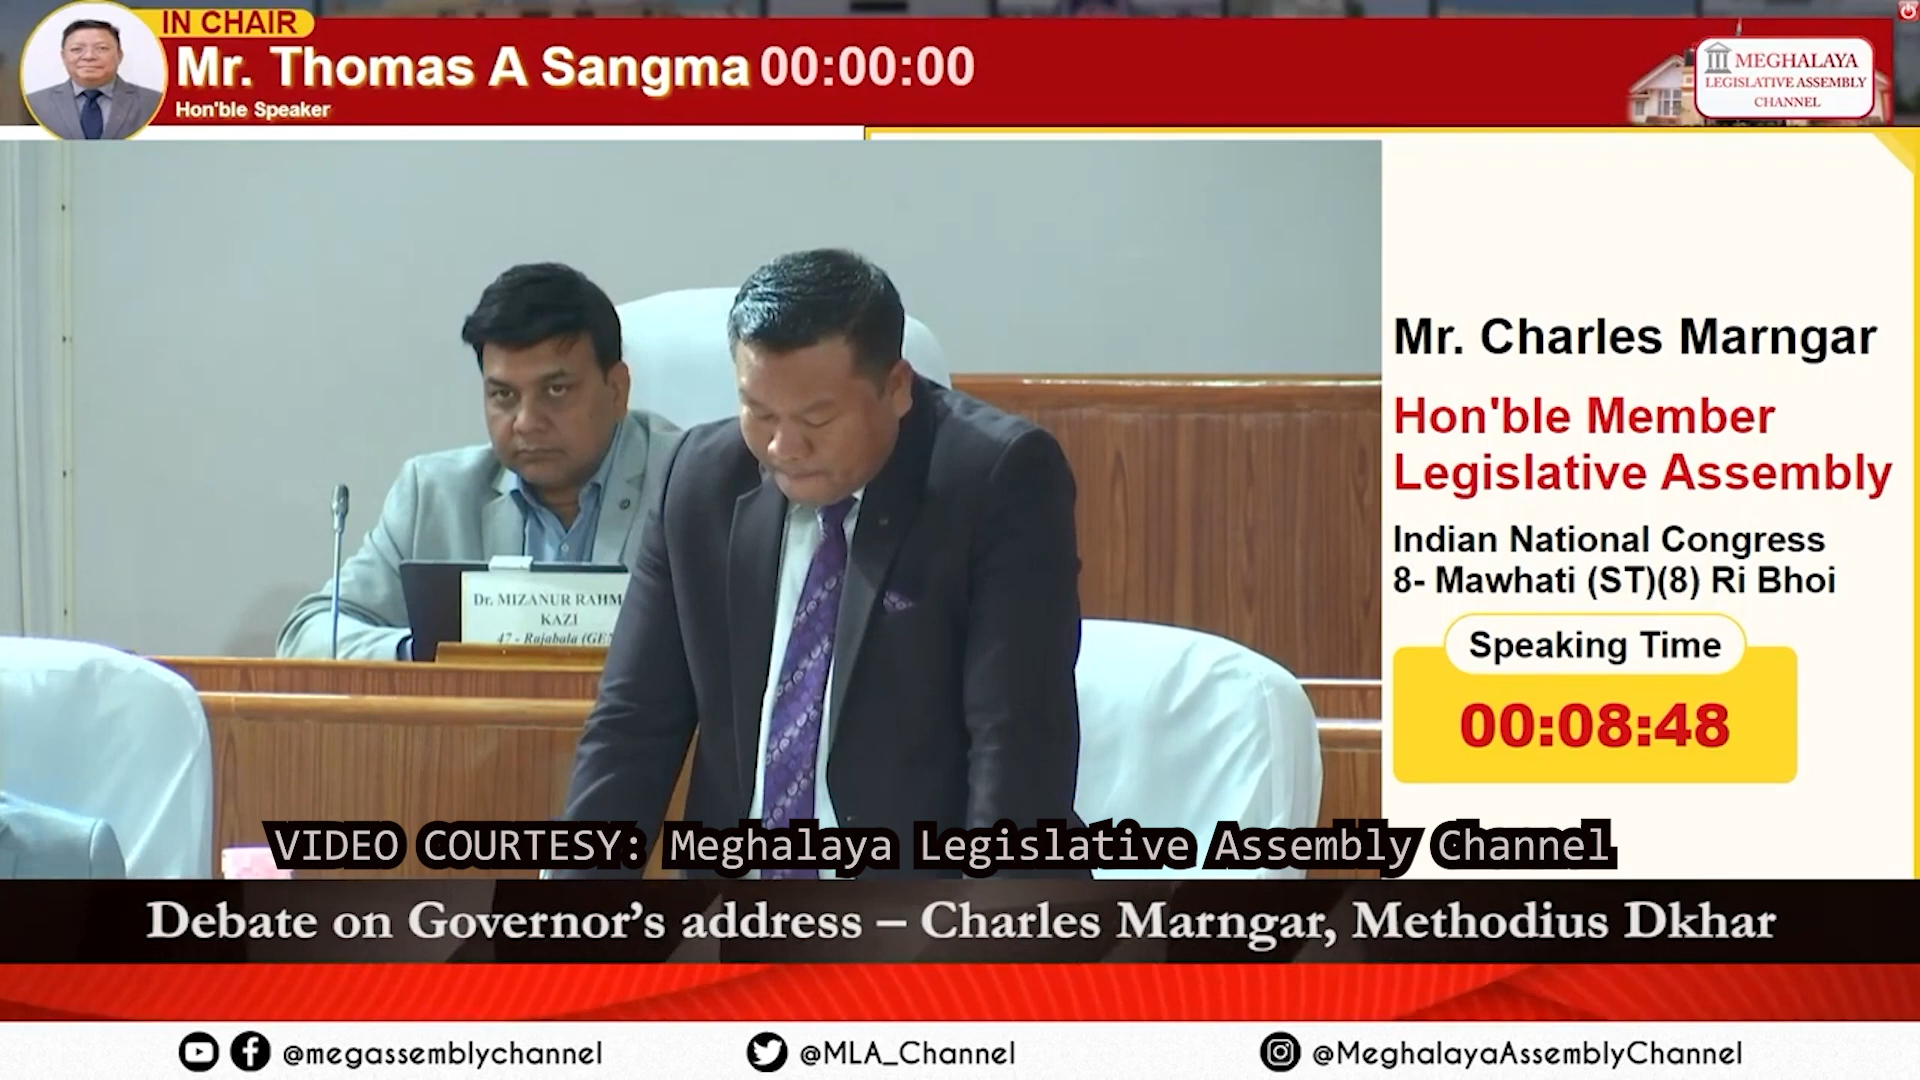 IN CHAIR
Mr. Thomas A Sangma 00:00:00
Hon'ble Speaker
MEGHALAYA
LEGISLATIVE ASSEMBLY
CHANNEL
Mr. Charles Marngar
Hon'ble Member
Legislative Assembly
Indian National Congress
8- Mawhati (ST)(8) Ri Bhoi
Speaking Time
00:08:48
Dr. MIZANUR RAHM
KAZI
47 - Rajabala (GE
VIDEO COURTESY: Meghalaya Legislative Assembly Channel
Debate on Governor’s address – Charles Marngar, Methodius Dkhar
@megassemblychannel
@MLA_Channel
@MeghalayaAssemblyChannel